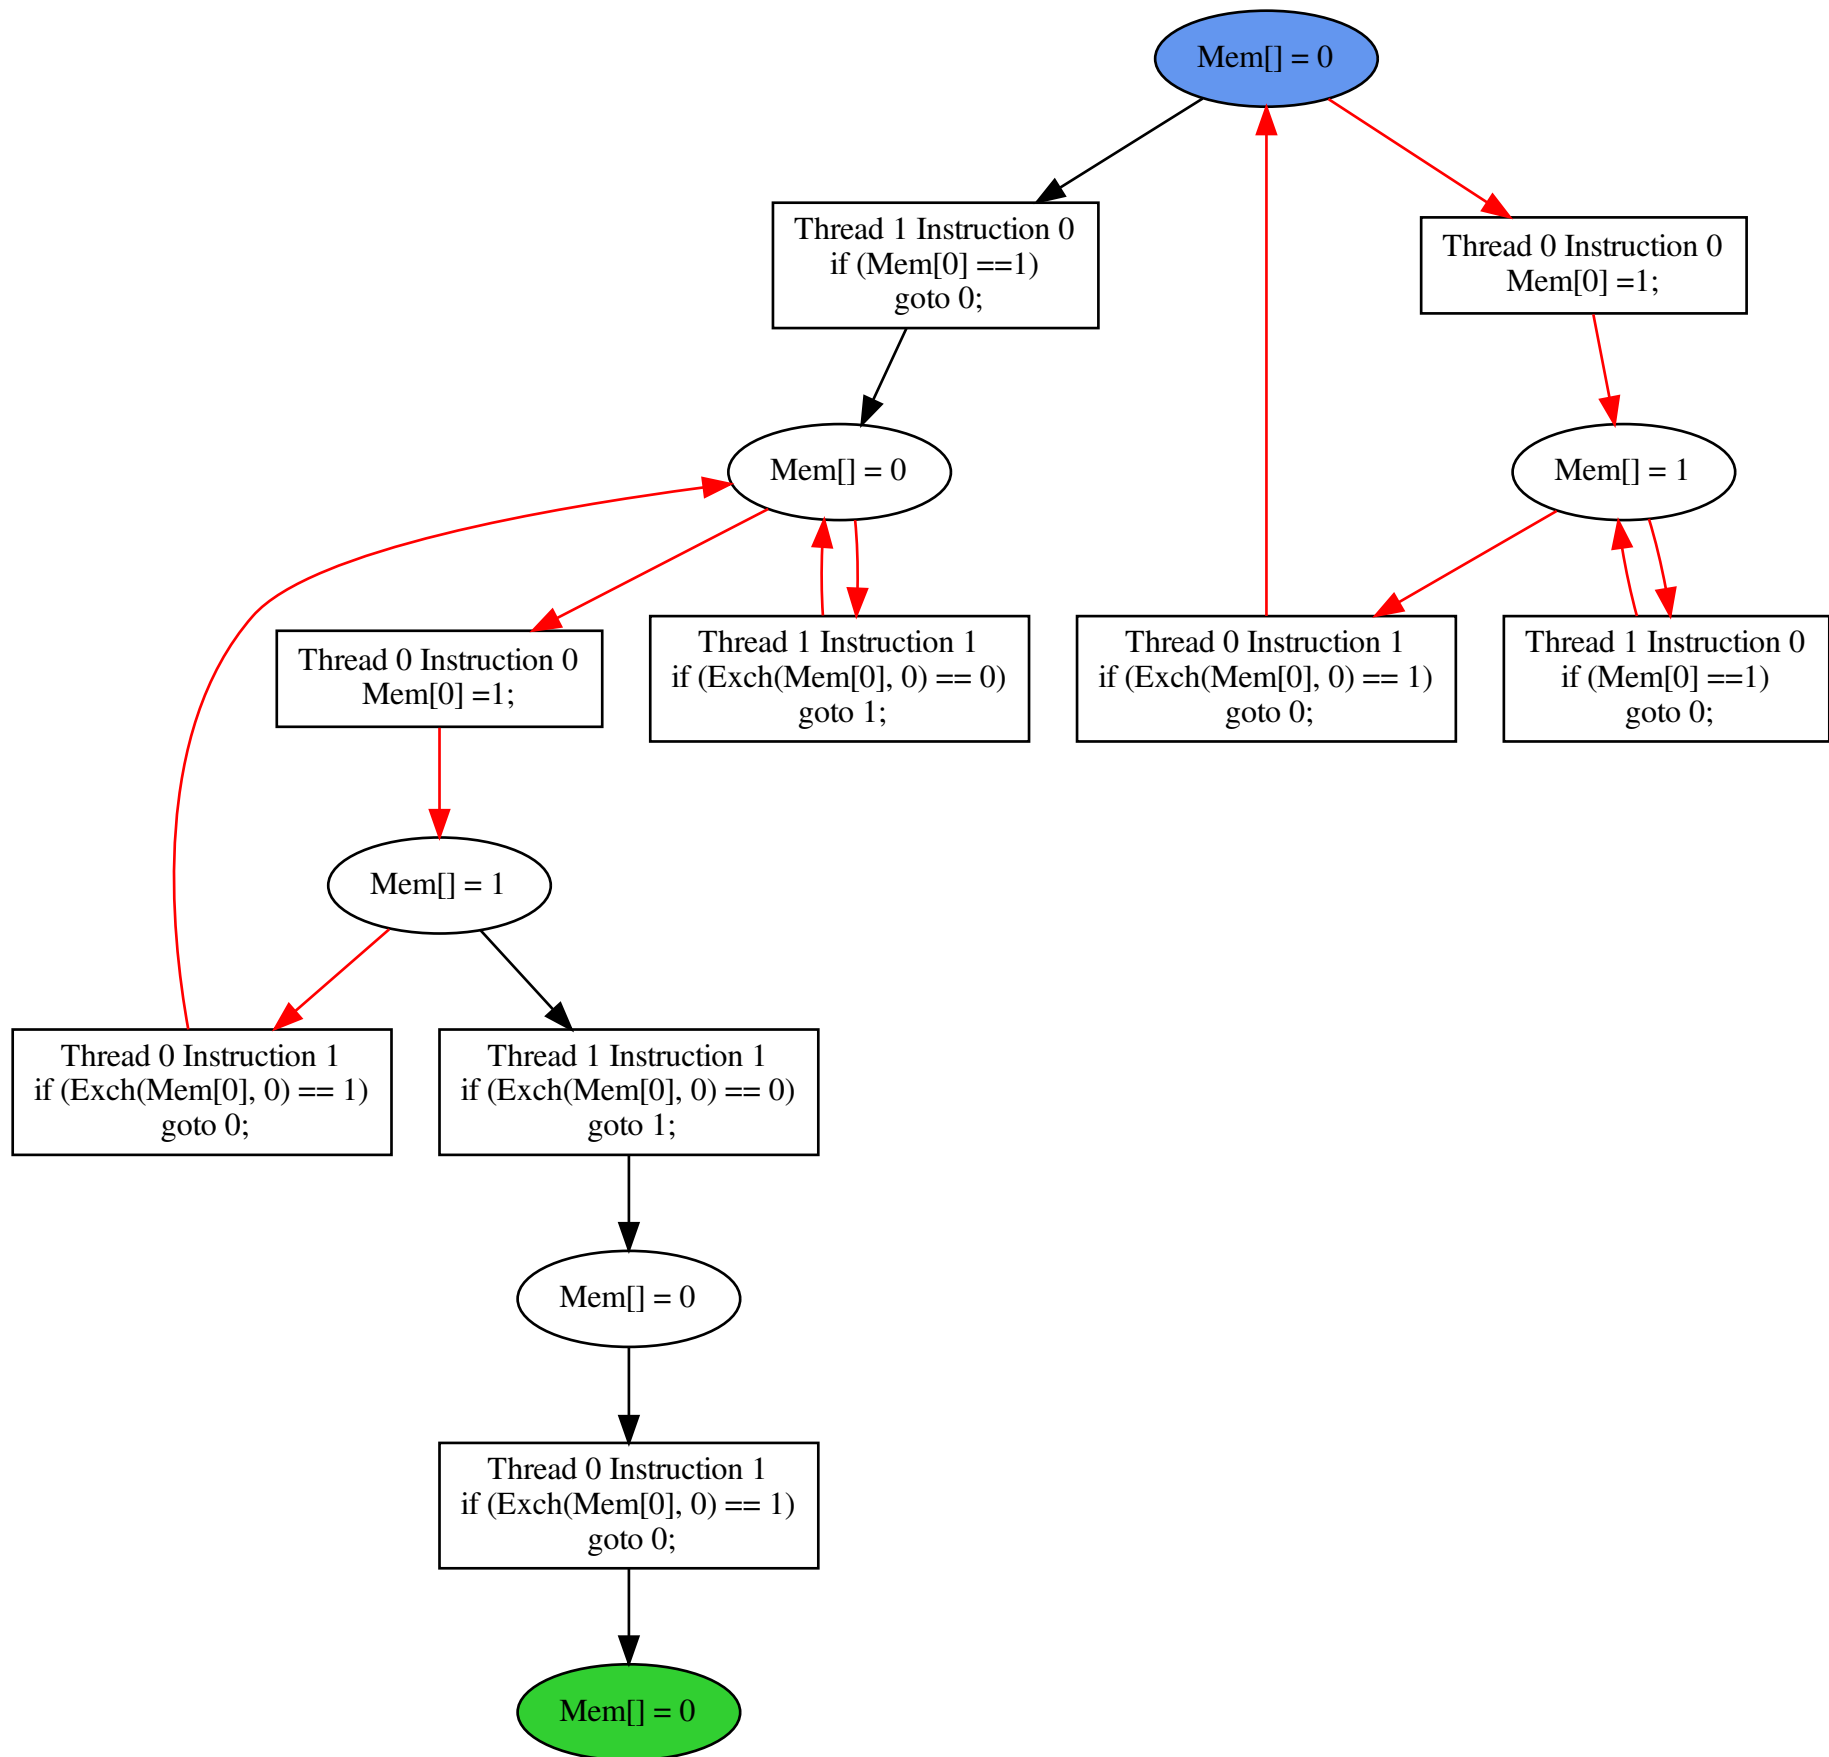 Mem[] = 0
Thread 1 Instruction 0
if (Mem[0] ==1)
goto 0;
Thread 0 Instruction 0
Mem[0] =1;
Mem[] = 0
Mem[] = 1
Thread 0 Instruction 0
Mem[0] =1;
Thread 1 Instruction 1
if (Exch(Mem[0], 0) == 0)
goto 1;
Thread 0 Instruction 1
if (Exch(Mem[0], 0) == 1)
goto 0;
Thread 1 Instruction 0
if (Mem[0] ==1)
goto 0;
Mem[] = 1
Thread 0 Instruction 1
if (Exch(Mem[0], 0) == 1)
goto 0;
Thread 1 Instruction 1
if (Exch(Mem[0], 0) == 0)
goto 1;
Mem[] = 0
Thread 0 Instruction 1
if (Exch(Mem[0], 0) == 1)
goto 0;
Mem[] = 0